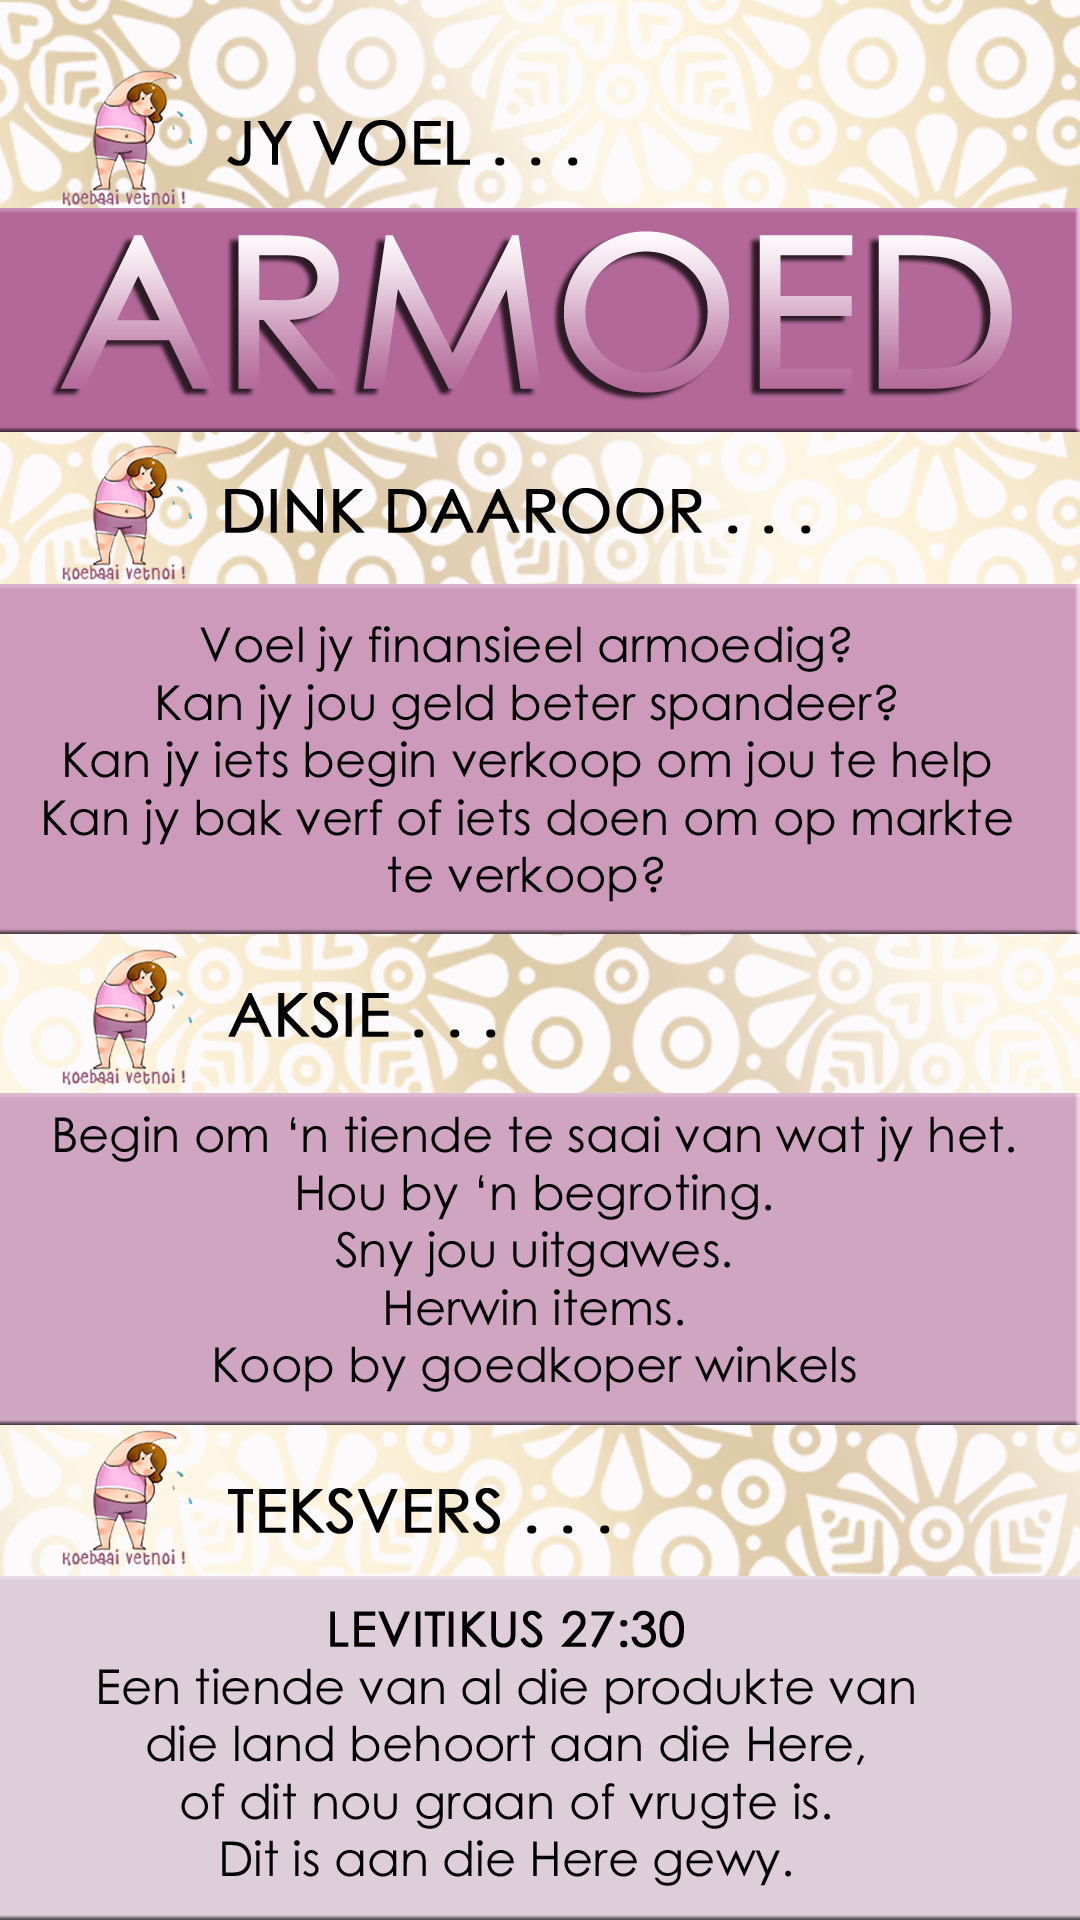 JY VOEL . . .
koebaai vetnoi !
ARMOED
DINK DAAROOR . . .
koebaai vetnoi !
Voel jy finansieel armoedig?
Kan jy jou geld beter spandeer?
Kan jy iets begin verkoop om jou te help
Kan jy bak verf of iets doen om op markte
te verkoop?
AKSIE . . .
koebaai vetnoi !
Begin om ‘n tiende te saai van wat jy het.
Hou by ‘n begroting.
Sny jou uitgawes.
Herwin items.
Koop by goedkoper winkels
TEKSVERS . . .
koebaai vetnoi !
LEVITIKUS 27:30
Een tiende van al die produkte van
die land behoort aan die Here,
of dit nou graan of vrugte is.
Dit is aan die Here gewy.